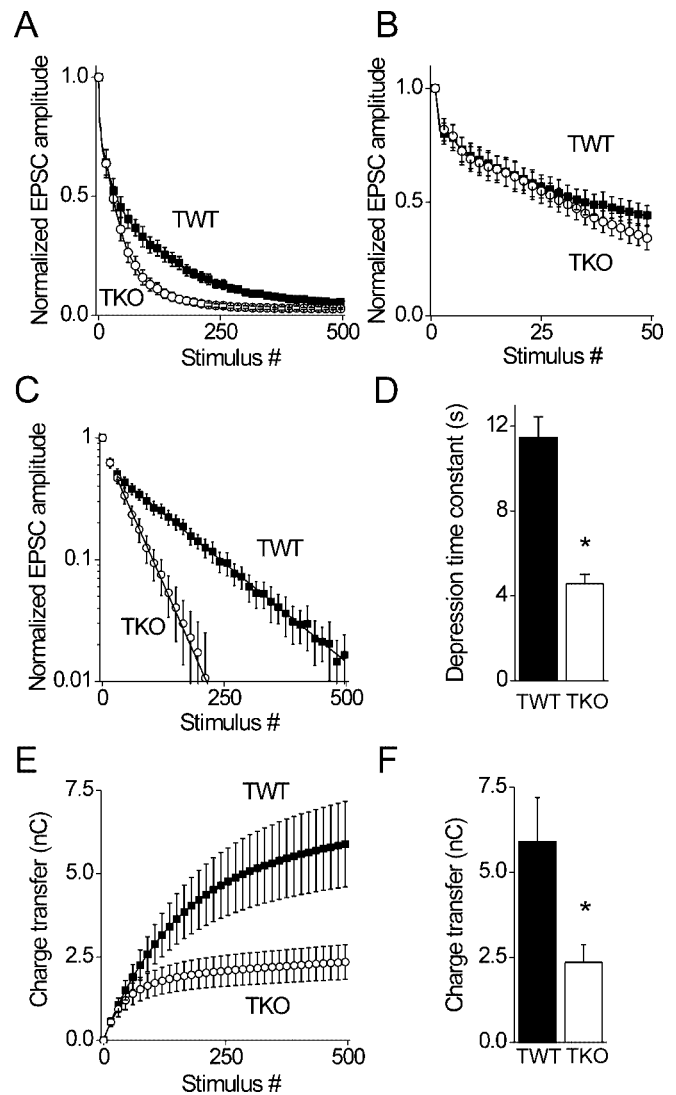 A
Normalized EPSC amplitude
1.0
0.5
0.0
0
250
500
Stimulus #
TWT
TKO
B
Normalized EPSC amplitude
1.0
0.5
0.0
0
25
50
Stimulus #
TWT
TKO
C
Normalized EPSC amplitude
1
0.1
0.01
0
250
500
Stimulus #
TWT
TKO
D
Depression time constant (s)
12
8
4
0
*
TWT
TKO
E
Charge transfer (nC)
7.5
5.0
2.5
0.0
0
250
500
Stimulus #
TWT
TKO
F
Charge transfer (nC)
7.5
5.0
2.5
0.0
*
TWT
TKO